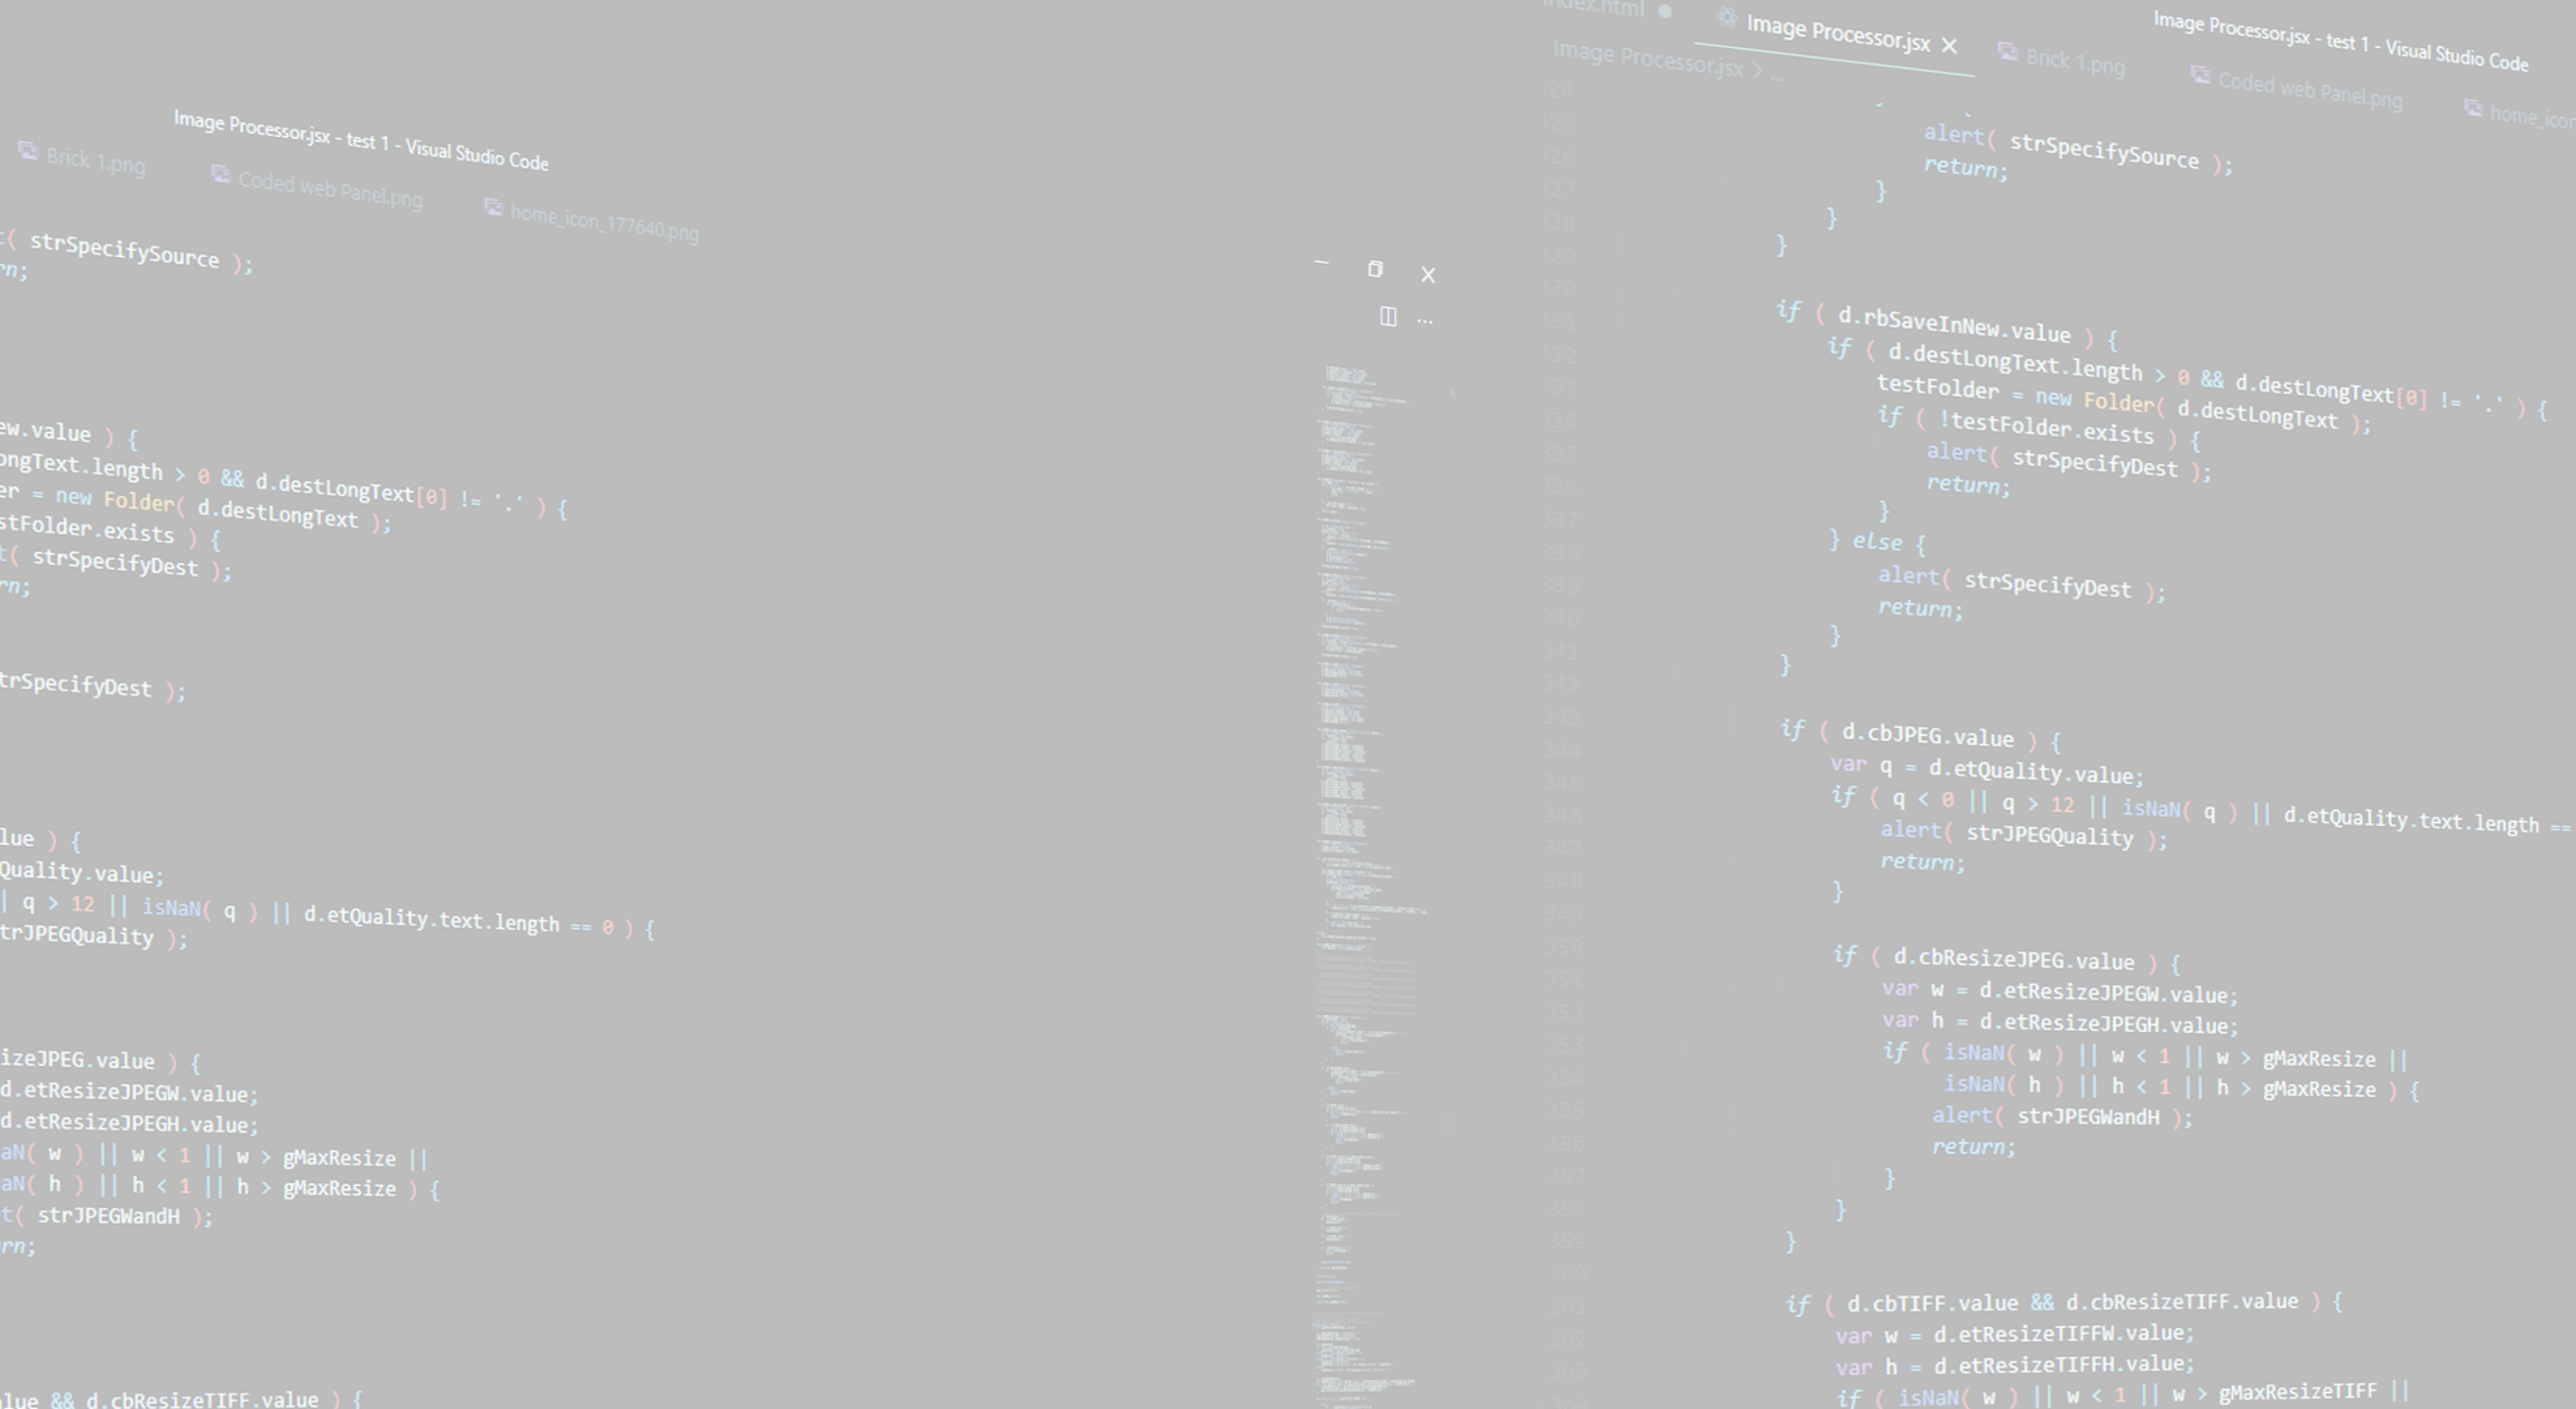 Image Processor.jsx - test 1 - Visual Studio Code
Brick 1.png
Coded web Panel.png
home_icon_177640.png
t( strSpecifySource );
rn;
ew.value ) {
ongText.length > 0 && d.destLongText[0] != '.' ) {
er = new Folder( d.destLongText );
stFolder.exists ) {
t( strSpecifyDest );
rn;
trSpecifyDest );
lue ) {
Quality.value;
| q > 12 || isNaN( q ) || d.etQuality.text.length == 0 ) {
trJPEGQuality );
izeJPEG.value ) {
d.etResizeJPEGW.value;
d.etResizeJPEGH.value;
aN( w ) || w < 1 || w > gMaxResize ||
aN( h ) || h < 1 || h > gMaxResize ) {
t( strJPEGWandH );
rn;
alue && d.cbResizeTIFF.value ) {
index.html
Image Processor.jsx
Image Processor.jsx - test 1 - Visual Studio Code
Brick 1.png
Coded web Panel.png
home_icon
Image Processor.jsx > ...
}
alert( strSpecifySource );
return;
}
}
}
if ( d.rbSaveInNew.value ) {
if ( d.destLongText.length > 0 && d.destLongText[0] != '.' ) {
testFolder = new Folder( d.destLongText );
if ( !testFolder.exists ) {
alert( strSpecifyDest );
return;
}
} else {
alert( strSpecifyDest );
return;
}
}
if ( d.cbJPEG.value ) {
var q = d.etQuality.value;
if ( q < 0 || q > 12 || isNaN( q ) || d.etQuality.text.length ==
alert( strJPEGQuality );
return;
}
if ( d.cbResizeJPEG.value ) {
var w = d.etResizeJPEGW.value;
var h = d.etResizeJPEGH.value;
if ( isNaN( w ) || w < 1 || w > gMaxResize ||
isNaN( h ) || h < 1 || h > gMaxResize ) {
alert( strJPEGWandH );
return;
}
}
}
if ( d.cbTIFF.value && d.cbResizeTIFF.value ) {
var w = d.etResizeTIFFW.value;
var h = d.etResizeTIFFH.value;
if ( isNaN( w ) || w < 1 || w > gMaxResizeTIFF ||